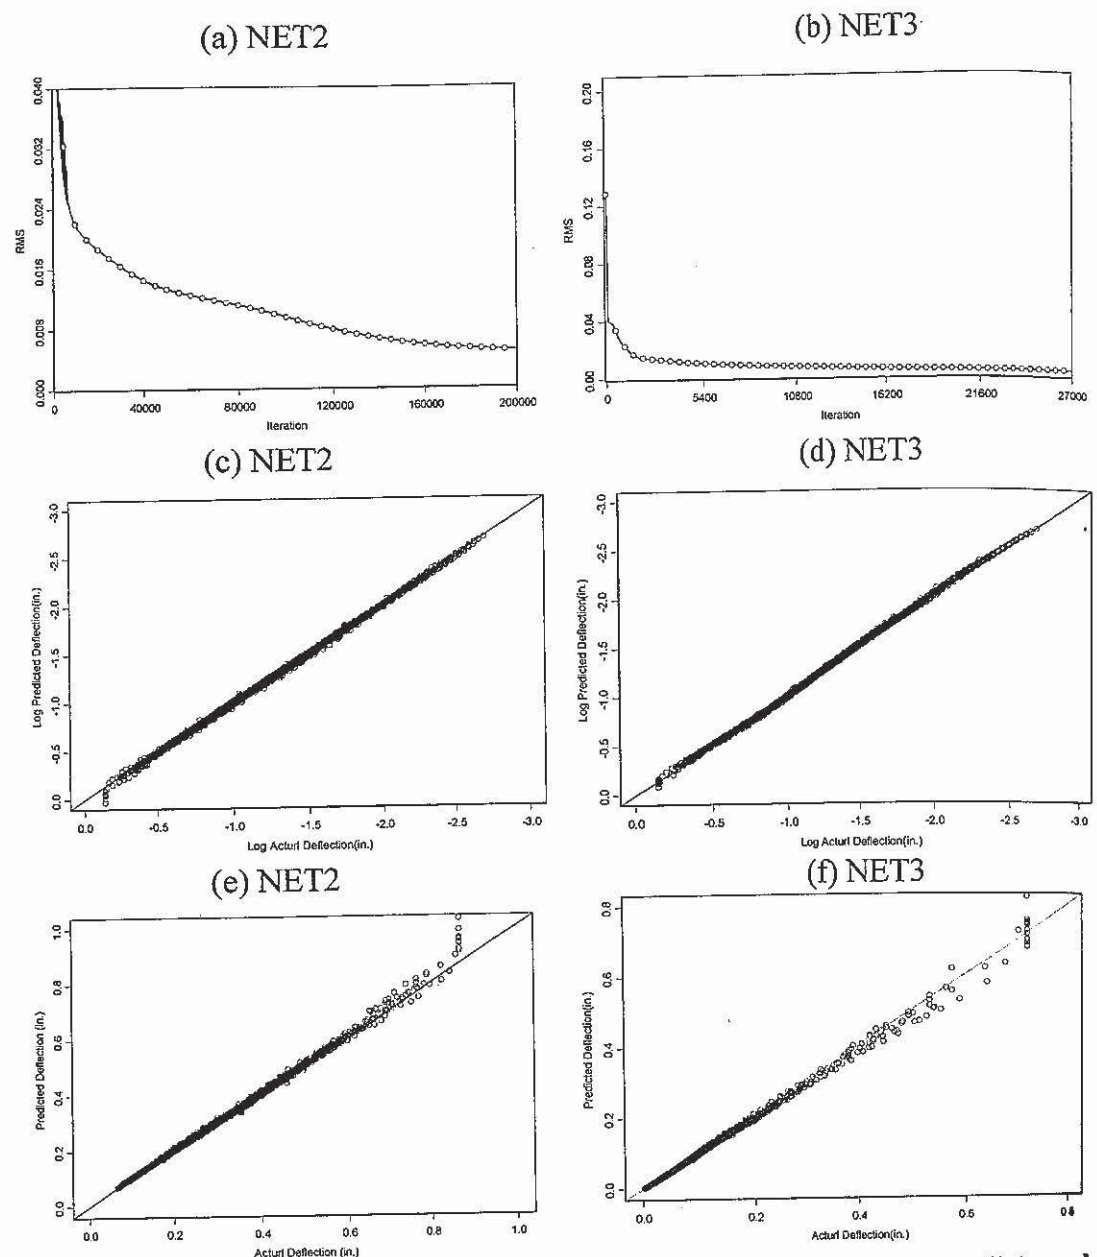 (a) NET2
(b) NET3
0.040
0.032
0.024
0.016
0.008
0.000
RMS
0 40000 80000 120000 160000 200000
Iteration
0.20
0.16
0.12
0.08
0.04
0.00
RMS
0 5400 10800 16200 21600 27000
Iteration
(c) NET2
(d) NET3
-3.0
-2.5
-2.0
-1.5
-1.0
-0.5
0.0
Log Predicted Deflection(in.)
0.0 -0.5 -1.0 -1.5 -2.0 -2.5 -3.0
Log Acturl Deflection(in.)
-3.0
-2.5
-2.0
-1.5
-1.0
-0.5
0.0
Log Predicted Deflection(in.)
0.0 -0.5 -1.0 -1.5 -2.0 -2.5 -3.0
Log Acturl Deflection(in.)
(e) NET2
(f) NET3
1.0
0.8
0.6
0.4
0.2
0.0
Predicted Deflection (in.)
0.0 0.2 0.4 0.6 0.8 1.0
Acturl Deflection (in.)
0.8
0.6
0.4
0.2
0.0
Predicted Deflection(in.)
0.0 0.2 0.4 0.6
Acturl Deflection(in.)